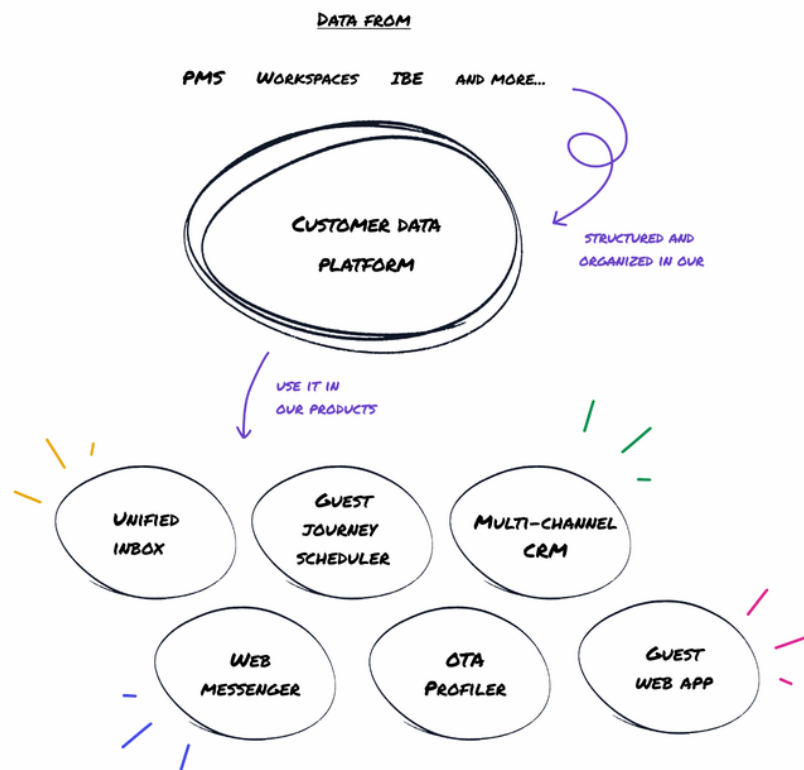 DATA FROM
PMS WORKSPACES IBE AND MORE...
CUSTOMER DATA
PLATFORM
STRUCTURED AND
ORGANIZED IN OUR
USE IT IN
OUR PRODUCTS
UNIFIED
INBOX
GUEST
JOURNEY
SCHEDULER
MULTI-CHANNEL
CRM
WEB
MESSENGER
OTA
PROFILER
GUEST
WEB APP